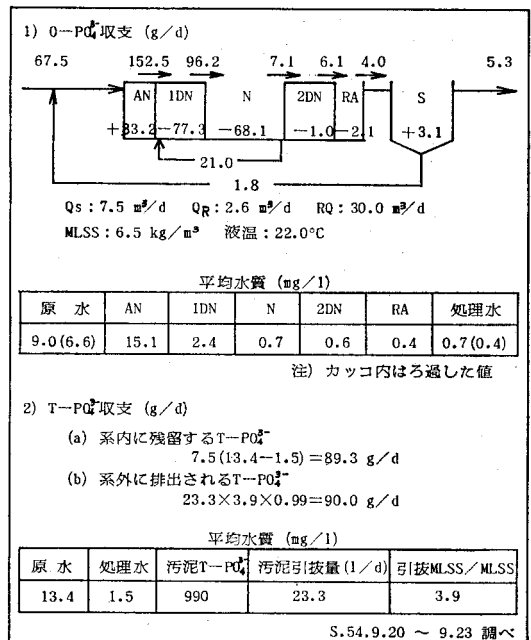 1) O-PO₄³⁻収支 (g/d)
67.5 152.5 96.2 7.1 6.1 4.0 5.3
AN 1DN N 2DN RA S
+83.2 -77.3 -68.1 -1.0 -2.1 +3.1
21.0
1.8
Qs:7.5 m³/d QR:2.6 m³/d RQ:30.0 m³/d
MLSS:6.5 kg/m³ 液温:22.0°C
平均水質 (mg/l)
原水 AN 1DN N 2DN RA 処理水
9.0(6.6) 15.1 2.4 0.7 0.6 0.4 0.7(0.4)
注) カッコ内はろ過した値
2) T-PO₄³⁻収支 (g/d)
(a) 系内に残留するT-PO₄³⁻
7.5(13.4-1.5)=89.3 g/d
(b) 系外に排出されるT-PO₄³⁻
23.3×3.9×0.99=90.0 g/d
平均水質 (mg/l)
原水 処理水 汚泥T-PO₄³⁻ 汚泥引抜量(l/d) 引抜MLSS/MLSS
13.4 1.5 990 23.3 3.9
S.54.9.20 ~ 9.23 調べ